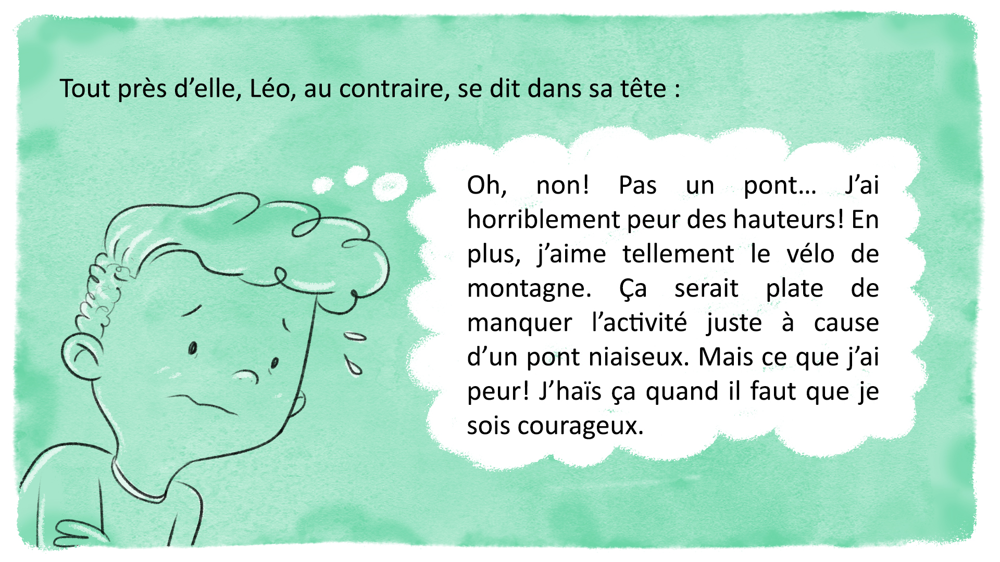 Tout près d’elle, Léo, au contraire, se dit dans sa tête :
Oh, non! Pas un pont… J’ai
horriblement peur des hauteurs! En
plus, j’aime tellement le vélo de
montagne. Ça serait plate de
manquer l’activité juste à cause
d’un pont niaiseux. Mais ce que j’ai
peur! J’haïs ça quand il faut que je
sois courageux.